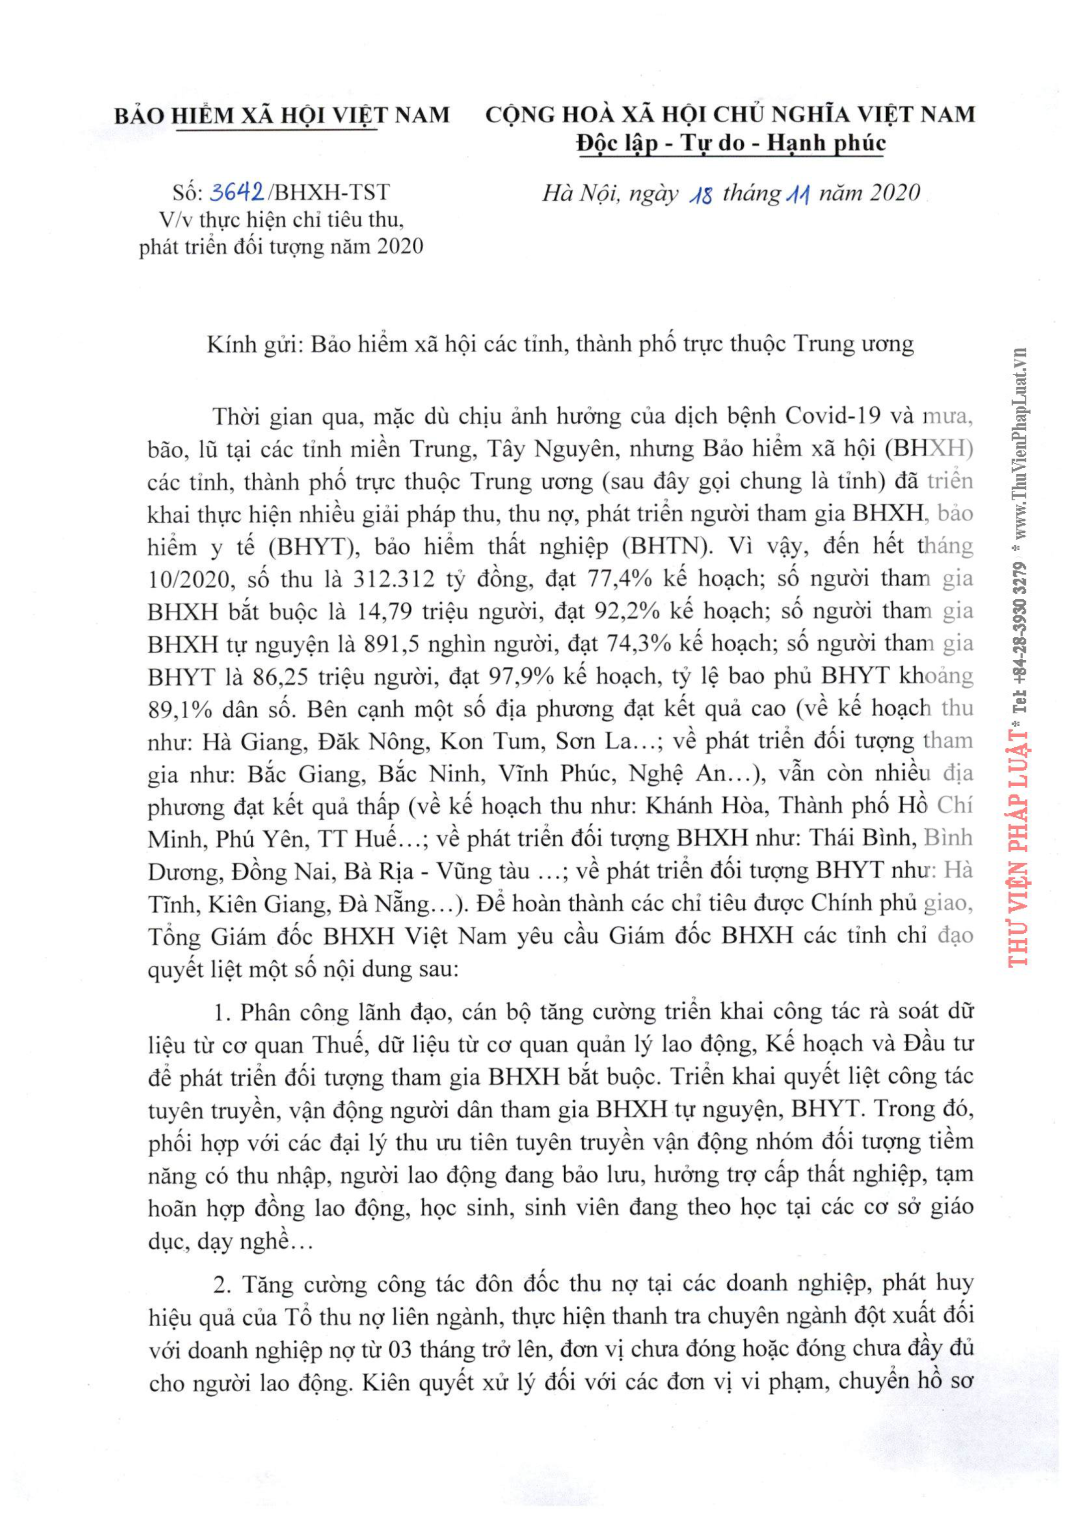 BẢO HIỂM XÃ HỘI VIỆT NAM
CỘNG HOÀ XÃ HỘI CHỦ NGHĨA VIỆT NAM
Độc lập - Tự do - Hạnh phúc
Số: 3642/BHXH-TST
V/v thực hiện chỉ tiêu thu,
phát triển đối tượng năm 2020
Hà Nội, ngày 18 tháng 11 năm 2020
Kính gửi: Bảo hiểm xã hội các tỉnh, thành phố trực thuộc Trung ương
Thời gian qua, mặc dù chịu ảnh hưởng của dịch bệnh Covid-19 và mưa,
bão, lũ tại các tỉnh miền Trung, Tây Nguyên, nhưng Bảo hiểm xã hội (BHXH)
các tỉnh, thành phố trực thuộc Trung ương (sau đây gọi chung là tỉnh) đã triển
khai thực hiện nhiều giải pháp thu, thu nợ, phát triển người tham gia BHXH, bảo
hiểm y tế (BHYT), bảo hiểm thất nghiệp (BHTN). Vì vậy, đến hết tháng
10/2020, số thu là 312.312 tỷ đồng, đạt 77,4% kế hoạch; số người tham gia
BHXH bắt buộc là 14,79 triệu người, đạt 92,2% kế hoạch; số người tham gia
BHXH tự nguyện là 891,5 nghìn người, đạt 74,3% kế hoạch; số người tham gia
BHYT là 86,25 triệu người, đạt 97,9% kế hoạch, tỷ lệ bao phủ BHYT khoảng
89,1% dân số. Bên cạnh một số địa phương đạt kết quả cao (về kế hoạch thu
như: Hà Giang, Đăk Nông, Kon Tum, Sơn La...; về phát triển đối tượng tham
gia như: Bắc Giang, Bắc Ninh, Vĩnh Phúc, Nghệ An...), vẫn còn nhiều địa
phương đạt kết quả thấp (về kế hoạch thu như: Khánh Hòa, Thành phố Hồ Chí
Minh, Phú Yên, TT Huế...; về phát triển đối tượng BHXH như: Thái Bình, Bình
Dương, Đồng Nai, Bà Rịa - Vũng tàu ...; về phát triển đối tượng BHYT như: Hà
Tĩnh, Kiên Giang, Đà Nẵng...). Để hoàn thành các chỉ tiêu được Chính phủ giao,
Tổng Giám đốc BHXH Việt Nam yêu cầu Giám đốc BHXH các tỉnh chỉ đạo
quyết liệt một số nội dung sau:
1. Phân công lãnh đạo, cán bộ tăng cường triển khai công tác rà soát dữ
liệu từ cơ quan Thuế, dữ liệu từ cơ quan quản lý lao động, Kế hoạch và Đầu tư
để phát triển đối tượng tham gia BHXH bắt buộc. Triển khai quyết liệt công tác
tuyên truyền, vận động người dân tham gia BHXH tự nguyện, BHYT. Trong đó,
phối hợp với các đại lý thu ưu tiên tuyên truyền vận động nhóm đối tượng tiềm
năng có thu nhập, người lao động đang bảo lưu, hưởng trợ cấp thất nghiệp, tạm
hoãn hợp đồng lao động, học sinh, sinh viên đang theo học tại các cơ sở giáo
dục, dạy nghề...
2. Tăng cường công tác đôn đốc thu nợ tại các doanh nghiệp, phát huy
hiệu quả của Tổ thu nợ liên ngành, thực hiện thanh tra chuyên ngành đột xuất đối
với doanh nghiệp nợ từ 03 tháng trở lên, đơn vị chưa đóng hoặc đóng chưa đầy đủ
cho người lao động. Kiên quyết xử lý đối với các đơn vị vi phạm, chuyển hồ sơ
THƯ VIỆN PHÁP LUẬT * Tel: +84-28-3930 3279 * www.ThuVienPhapLuat.vn